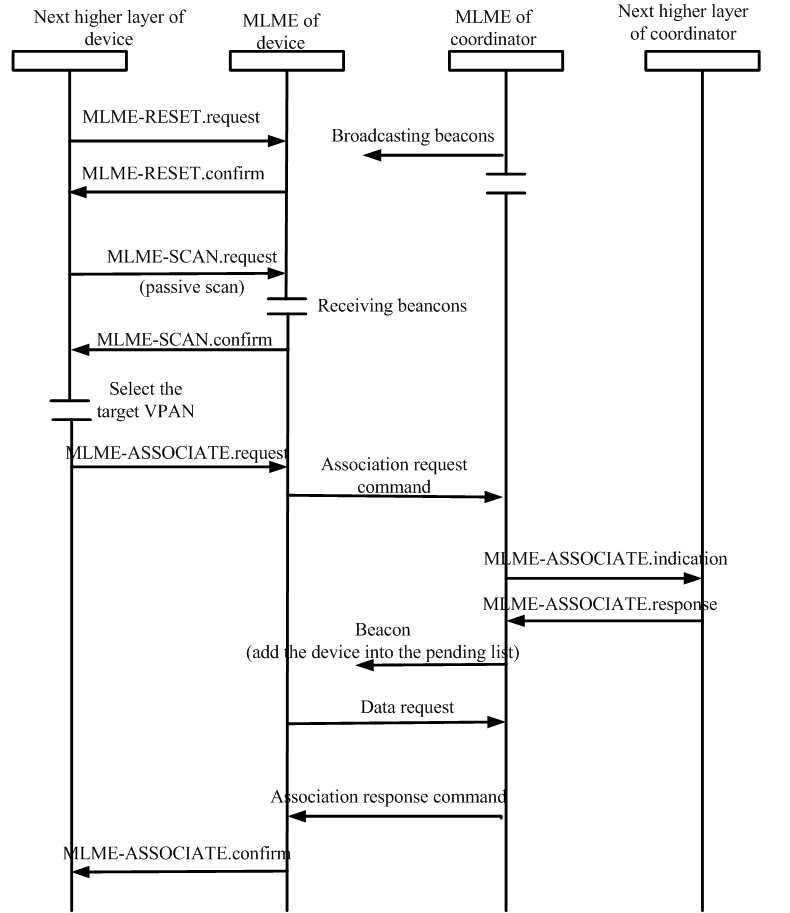 Next higher layer of
device
MLME of
device
MLME of
coordinator
Next higher layer
of coordinator
MLME-RESET.request
Broadcasting beacons
MLME-RESET.confirm
MLME-SCAN.request
(passive scan)
Receiving beancons
MLME-SCAN.confirm
Select the
target VPAN
MLME-ASSOCIATE.request
Association request
command
MLME-ASSOCIATE.indication
MLME-ASSOCIATE.response
Beacon
(add the device into the pending list)
Data request
Association response command
MLME-ASSOCIATE.confirm